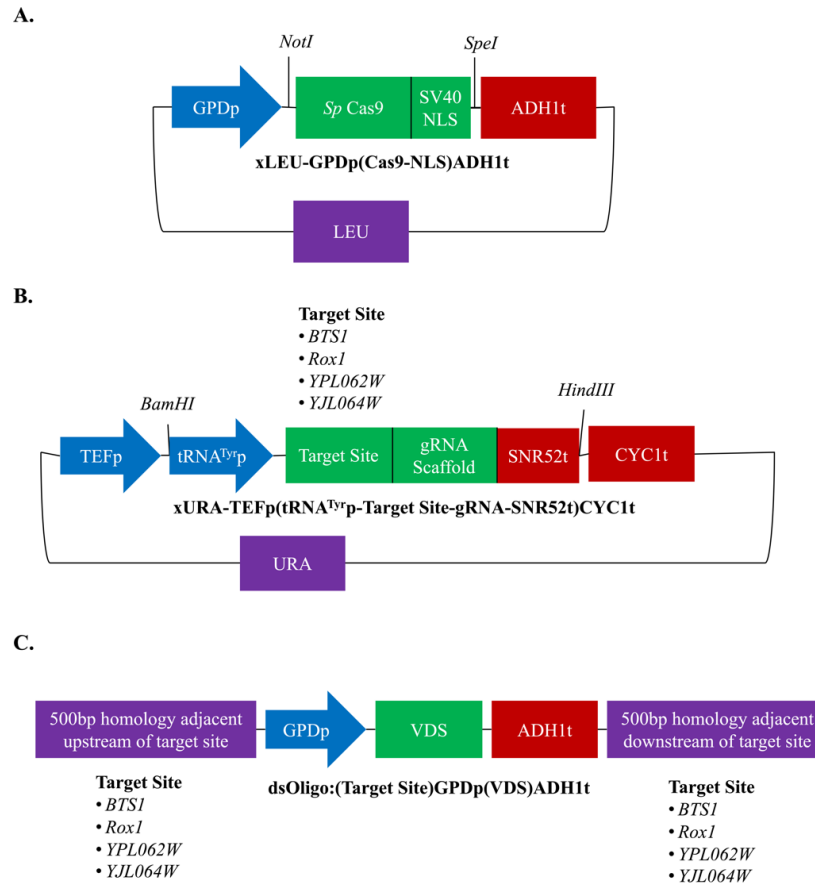 A.
NotI
SpeI
GPDp
Sp Cas9
SV40
NLS
ADH1t
xLEU-GPDp(Cas9-NLS)ADH1t
LEU
B.
Target Site
• BTS1
• Rox1
• YPL062W
• YJL064W
BamHI
HindIII
TEFp
tRNAᵀʸʳp
Target Site
gRNA
Scaffold
SNR52t
CYC1t
xURA-TEFp(tRNAᵀʸʳp-Target Site-gRNA-SNR52t)CYC1t
URA
C.
500bp homology adjacent
upstream of target site
GPDp
VDS
ADH1t
500bp homology adjacent
downstream of target site
Target Site
• BTS1
• Rox1
• YPL062W
• YJL064W
dsOligo:(Target Site)GPDp(VDS)ADH1t
Target Site
• BTS1
• Rox1
• YPL062W
• YJL064W